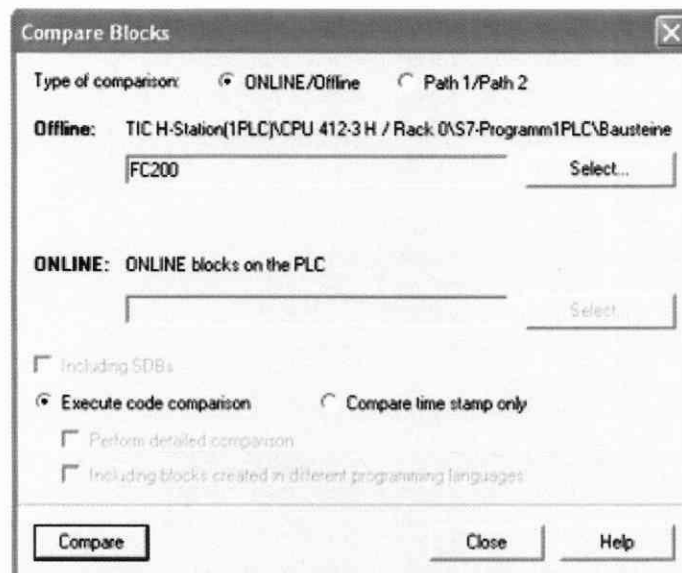 Compare Blocks
Type of comparison: ONLINE/Offline Path 1/Path 2
Offline: TIC H-Station(1PLC)\CPU 412-3 H / Rack 0\S7-Programm1PLC\Bausteine
FC200 Select...
ONLINE: ONLINE blocks on the PLC
Select...
Including SDBs
Execute code comparison Compare time stamp only
Perform detailed comparison
Including blocks created in different programming languages
Compare Close Help